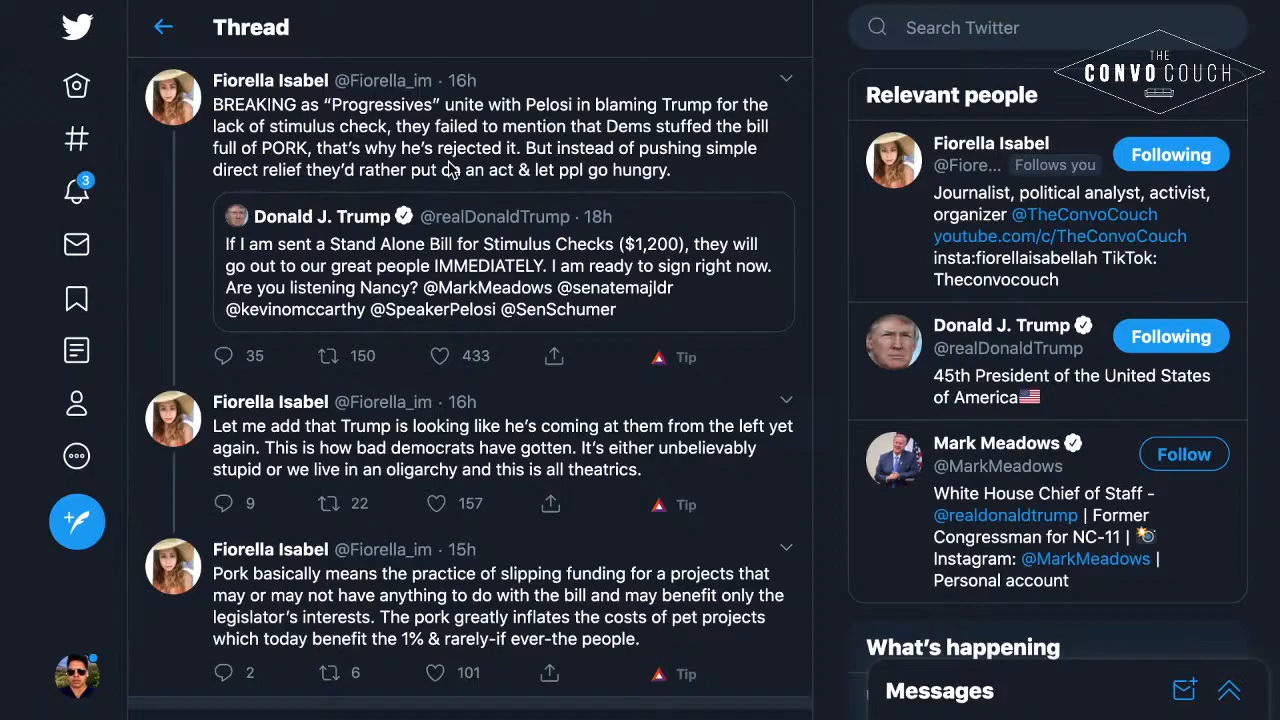 Thread
Fiorella Isabel @Fiorella_im · 16h
BREAKING as “Progressives” unite with Pelosi in blaming Trump for the
lack of stimulus check, they failed to mention that Dems stuffed the bill
full of PORK, that’s why he’s rejected it. But instead of pushing simple
direct relief they’d rather put on an act & let ppl go hungry.
Donald J. Trump @realDonaldTrump · 18h
If I am sent a Stand Alone Bill for Stimulus Checks ($1,200), they will
go out to our great people IMMEDIATELY. I am ready to sign right now.
Are you listening Nancy? @MarkMeadows @senatemajldr
@kevinomccarthy @SpeakerPelosi @SenSchumer
35 150 433 Tip
Fiorella Isabel @Fiorella_im · 16h
Let me add that Trump is looking like he’s coming at them from the left yet
again. This is how bad democrats have gotten. It’s either unbelievably
stupid or we live in an oligarchy and this is all theatrics.
9 22 157 Tip
Fiorella Isabel @Fiorella_im · 15h
Pork basically means the practice of slipping funding for a projects that
may or may not have anything to do with the bill and may benefit only the
legislator’s interests. The pork greatly inflates the costs of pet projects
which today benefit the 1% & rarely-if ever-the people.
2 6 101 Tip
3
Search Twitter
THE
CONVO COUCH
Relevant people
Fiorella Isabel
@Fiore... Follows you
Following
Journalist, political analyst, activist,
organizer @TheConvoCouch
youtube.com/c/TheConvoCouch
insta:fiorellaisabellah TikTok:
Theconvocouch
Donald J. Trump
@realDonaldTrump
Following
45th President of the United States
of America
Mark Meadows
@MarkMeadows
Follow
White House Chief of Staff -
@realdonaldtrump | Former
Congressman for NC-11 |
Instagram: @MarkMeadows |
Personal account
What’s happening
Messages